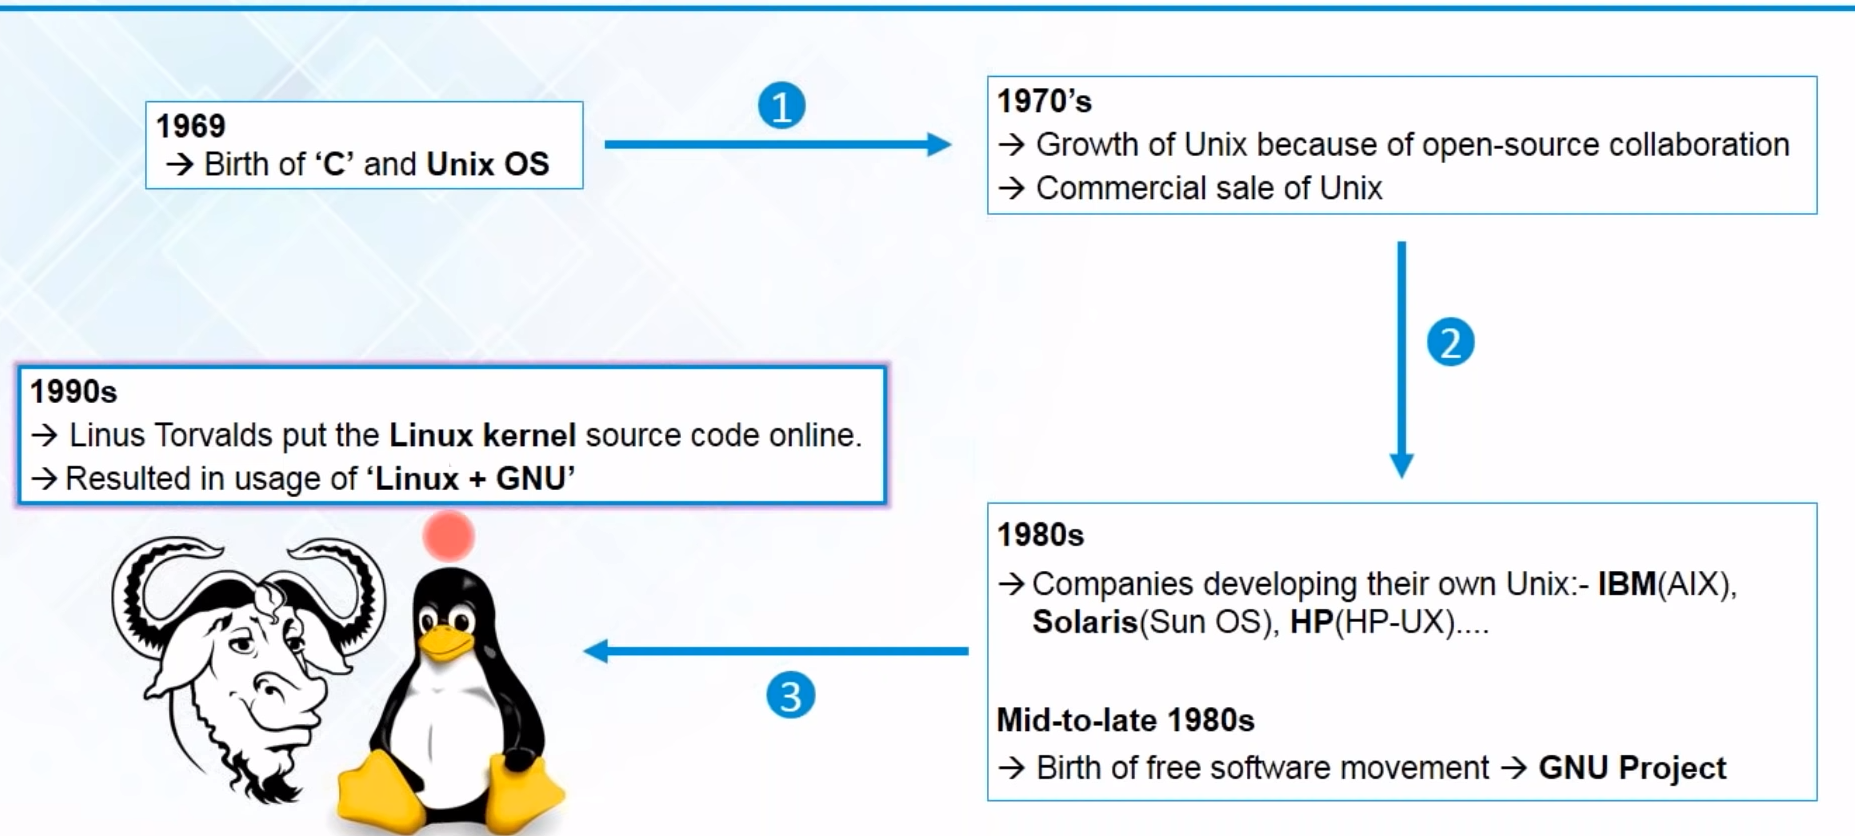 1969
→ Birth of ‘C’ and Unix OS
1
1970’s
→ Growth of Unix because of open-source collaboration
→ Commercial sale of Unix
2
1980s
→ Companies developing their own Unix:- IBM(AIX),
Solaris(Sun OS), HP(HP-UX)....
Mid-to-late 1980s
→ Birth of free software movement → GNU Project
3
1990s
→ Linus Torvalds put the Linux kernel source code online.
→ Resulted in usage of ‘Linux + GNU’